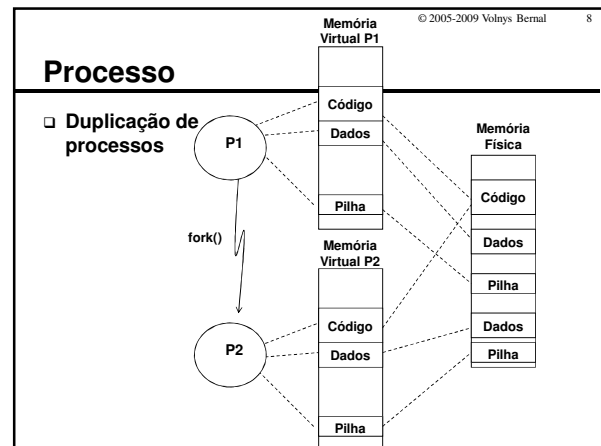 © 2005-2009 Volnys Bernal 8
Processo
❑ Duplicação de
processos
P1
fork()
P2
Memória
Virtual P1
Código
Dados
Pilha
Memória
Virtual P2
Código
Dados
Pilha
Memória
Física
Código
Dados
Pilha
Dados
Pilha